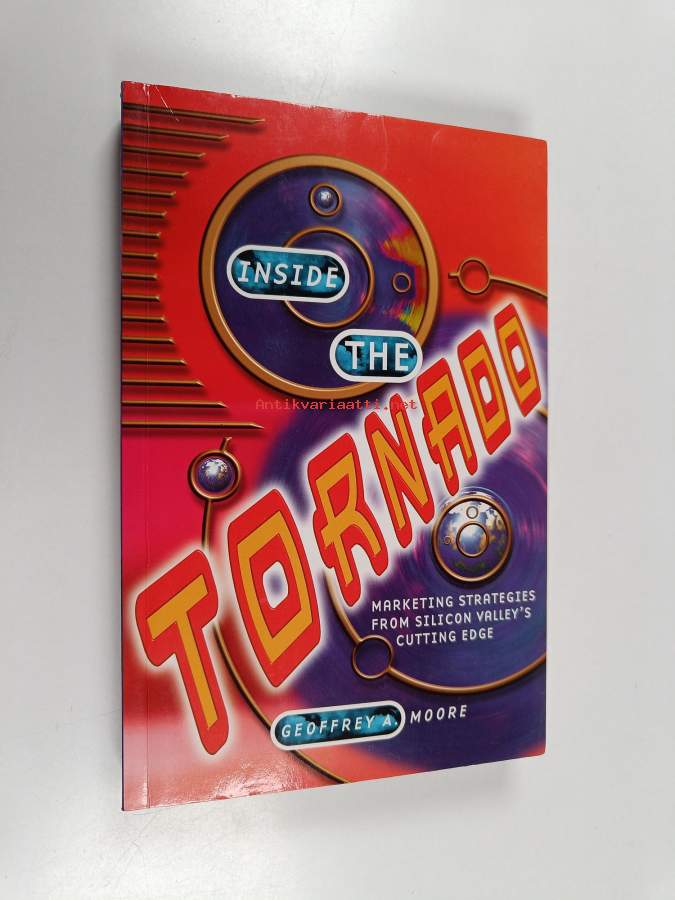 INSIDE
THE
Antikvariaatti.net
TORNADO
MARKETING STRATEGIES
FROM SILICON VALLEY'S
CUTTING EDGE
GEOFFREY A. MOORE